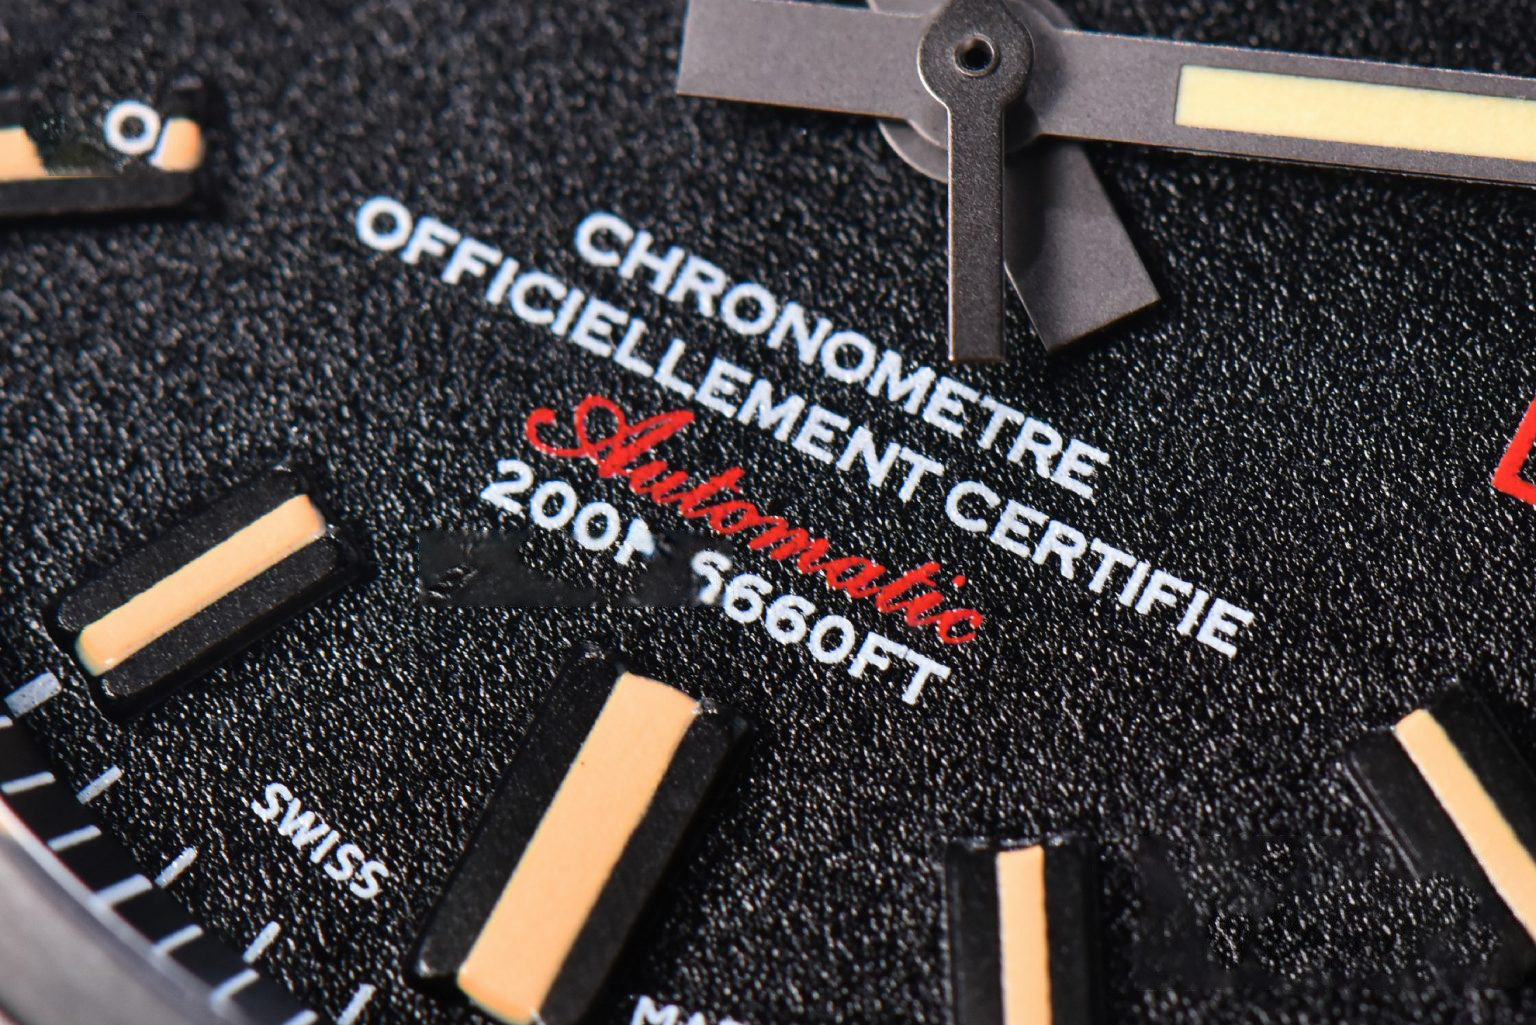 CHRONOMETRE
OFFICIELLEMENT CERTIFIE
Automatic
6660FT
SWISS